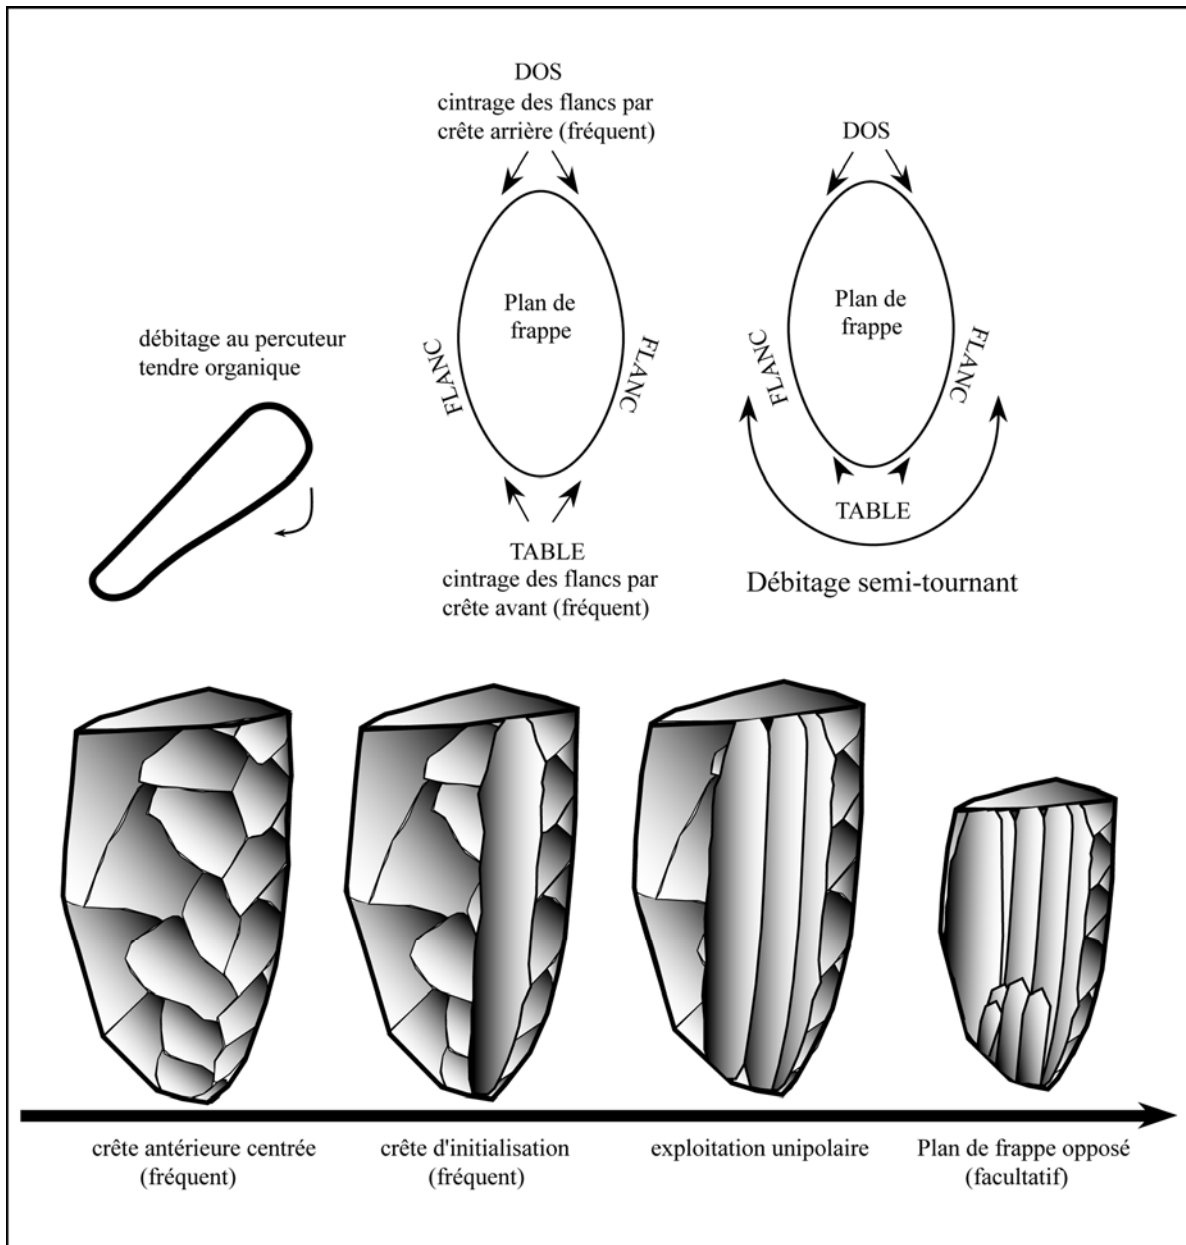 DOS
cintrage des flancs par
crête arrière (fréquent)
Plan de
frappe
FLANC
FLANC
TABLE
cintrage des flancs par
crête avant (fréquent)
DOS
Plan de
frappe
FLANC
FLANC
TABLE
Débitage semi-tournant
débitage au percuteur
tendre organique
crête antérieure centrée
(fréquent)
crête d'initialisation
(fréquent)
exploitation unipolaire
Plan de frappe opposé
(facultatif)